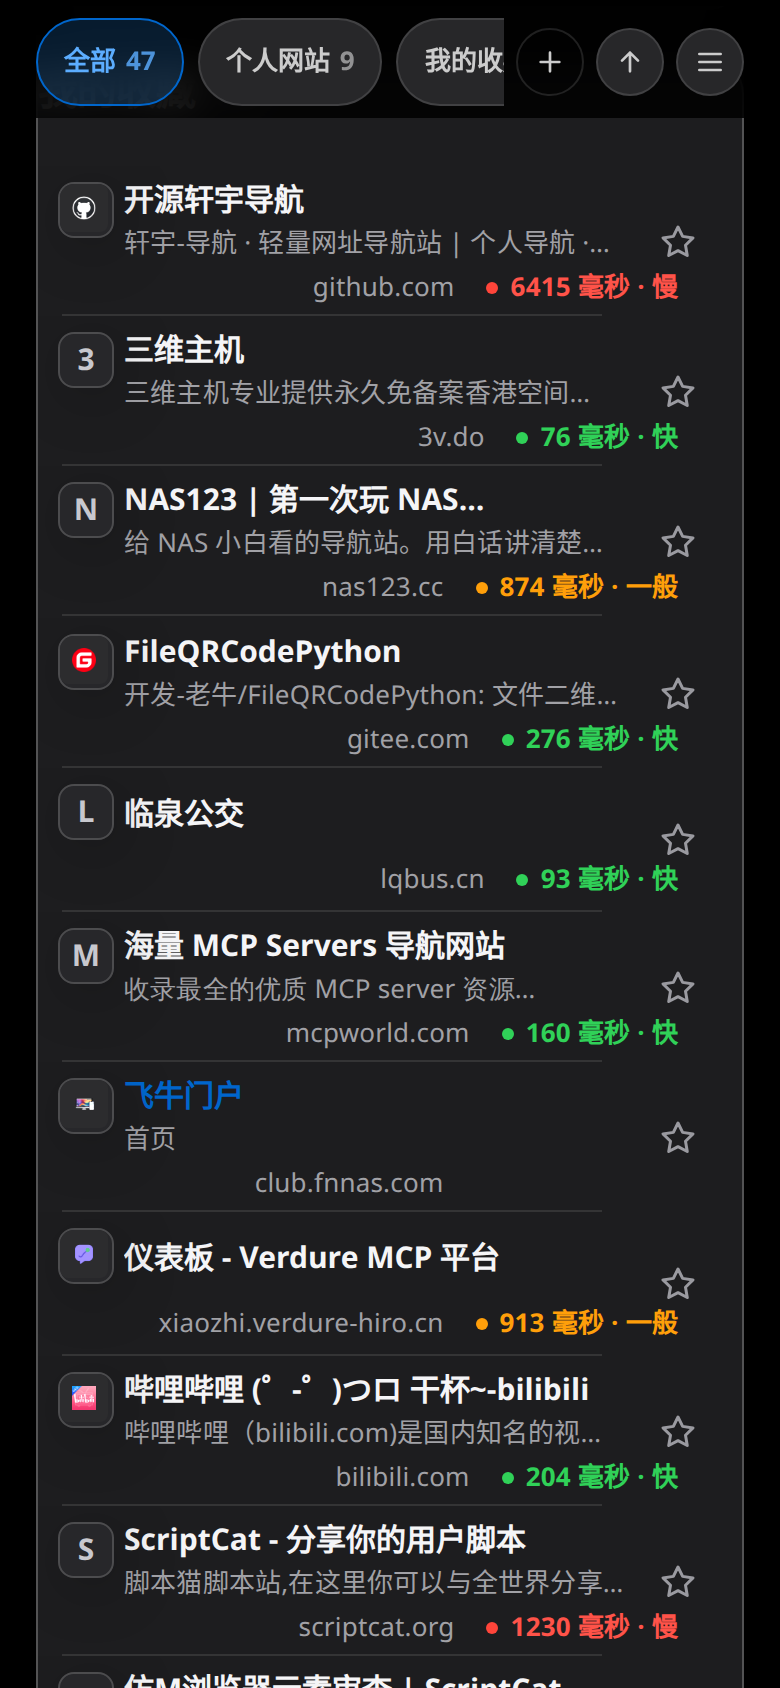 全部 47
个人网站 9
我的收
开源轩宇导航
轩宇-导航 · 轻量网址导航站 | 个人导航 ·...
github.com ● 6415 毫秒 · 慢
3
三维主机
三维主机专业提供永久免备案香港空间...
3v.do ● 76 毫秒 · 快
N
NAS123 | 第一次玩 NAS...
给 NAS 小白看的导航站。用白话讲清楚...
nas123.cc ● 874 毫秒 · 一般
FileQRCodePython
开发-老牛/FileQRCodePython: 文件二维...
gitee.com ● 276 毫秒 · 快
L
临泉公交
lqbus.cn ● 93 毫秒 · 快
M
海量 MCP Servers 导航网站
收录最全的优质 MCP server 资源...
mcpworld.com ● 160 毫秒 · 快
飞牛门户
首页
club.fnnas.com
仪表板 - Verdure MCP 平台
xiaozhi.verdure-hiro.cn ● 913 毫秒 · 一般
哔哩哔哩 (゜-゜)つロ 干杯~-bilibili
哔哩哔哩（bilibili.com)是国内知名的视...
bilibili.com ● 204 毫秒 · 快
S
ScriptCat - 分享你的用户脚本
脚本猫脚本站,在这里你可以与全世界分享...
scriptcat.org ● 1230 毫秒 · 慢
仿M浏览器元素审查 | ScriptCat